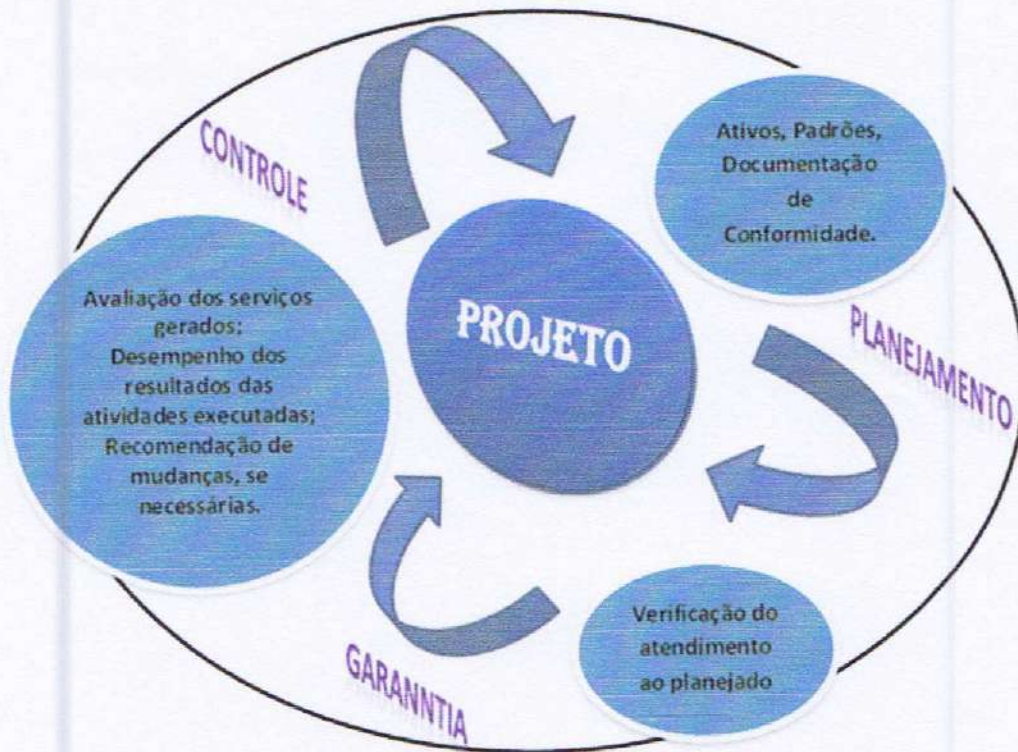 CONTROLE
Ativos, Padrões,
Documentação
de
Conformidade.
Avaliação dos serviços
gerados;
Desempenho dos
resultados das
atividades executadas;
Recomendação de
mudanças, se
necessárias.
PROJETO
PLANEJAMENTO
Verificação do
atendimento
ao planejado
GARANNTIA